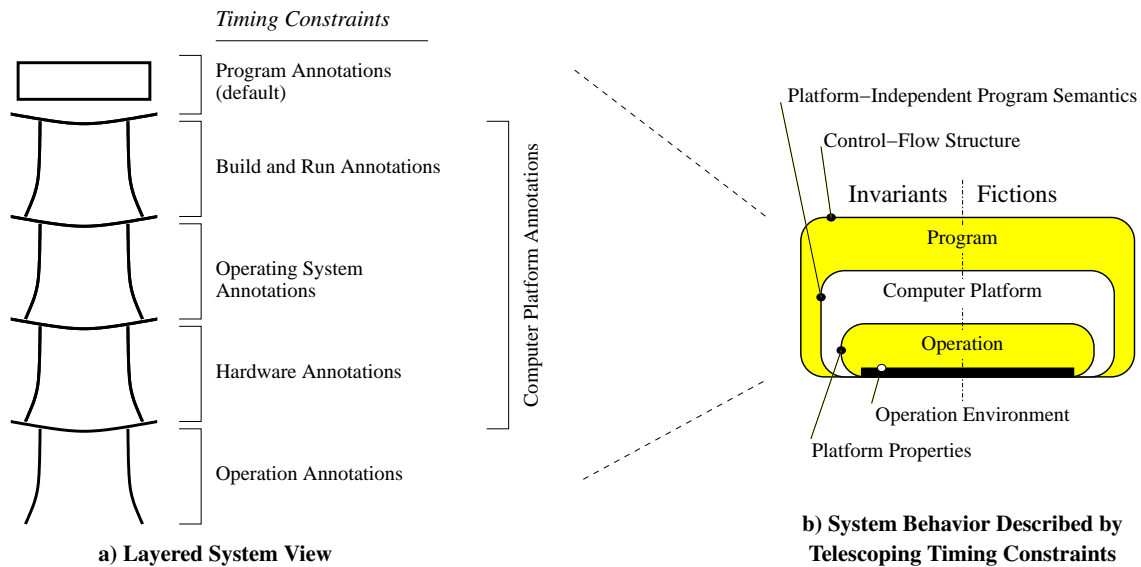 Timing Constraints
Program Annotations
(default)
Build and Run Annotations
Operating System
Annotations
Hardware Annotations
Operation Annotations
Computer Platform Annotations
a) Layered System View
Platform−Independent Program Semantics
Control−Flow Structure
Invariants
Fictions
Program
Computer Platform
Operation
Operation Environment
Platform Properties
b) System Behavior Described by
Telescoping Timing Constraints